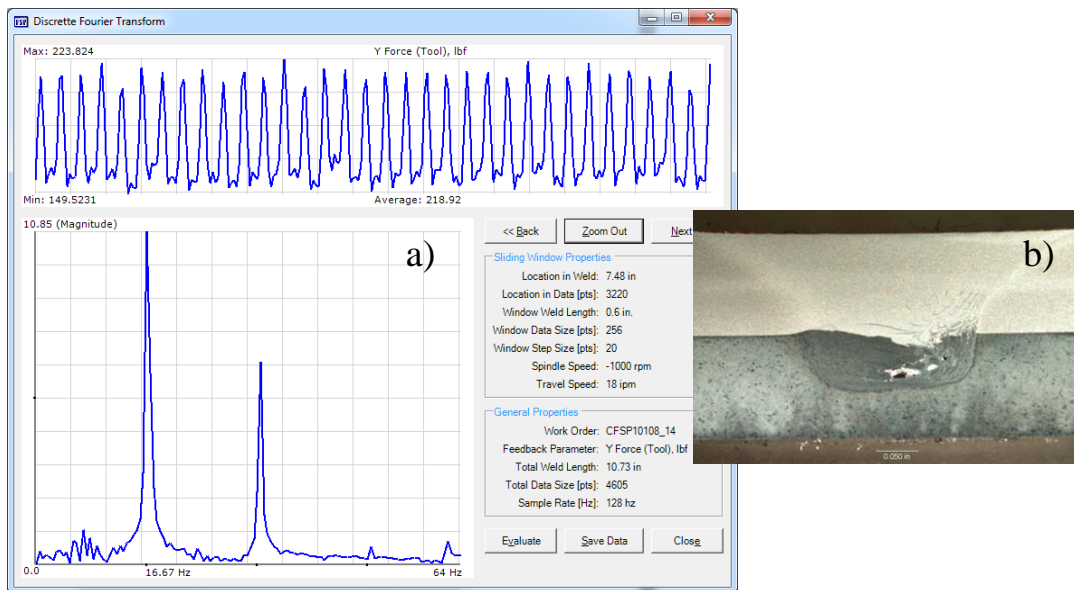 Discrette Fourier Transform
Max: 223.824
Y Force (Tool), lbf
Min: 149.5231
Average: 218.92
10.85 (Magnitude)
a)
0.0
16.67 Hz
64 Hz
<< Back
Zoom Out
Next
Sliding Window Properties
Location in Weld: 7.48 in
Location in Data [pts]: 3220
Window Weld Length: 0.6 in.
Window Data Size [pts]: 256
Window Step Size [pts]: 20
Spindle Speed: -1000 rpm
Travel Speed: 18 ipm
General Properties
Work Order: CFSP10108_14
Feedback Parameter: Y Force (Tool), lbf
Total Weld Length: 10.73 in
Total Data Size [pts]: 4605
Sample Rate [Hz]: 128 hz
Evaluate
Save Data
Close
b)
0.050 in